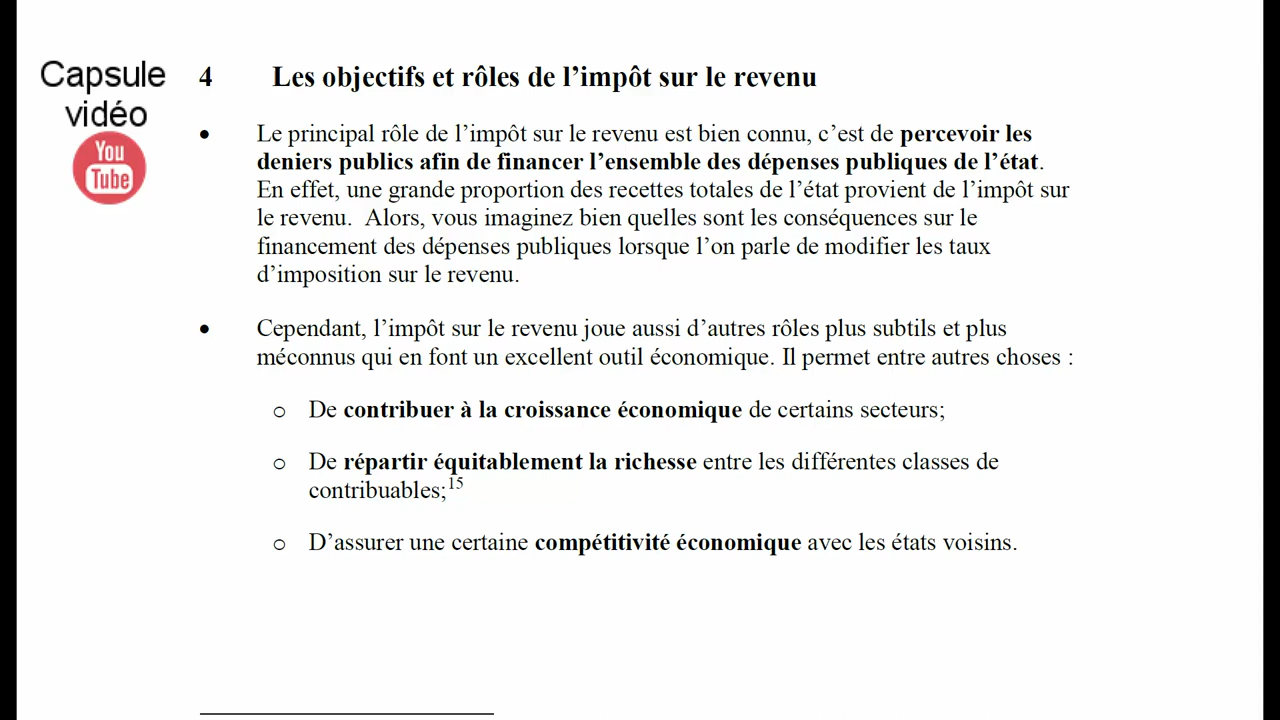 Capsule
vidéo
You
Tube
4 Les objectifs et rôles de l’impôt sur le revenu
• Le principal rôle de l’impôt sur le revenu est bien connu, c’est de percevoir les
deniers publics afin de financer l’ensemble des dépenses publiques de l’état.
En effet, une grande proportion des recettes totales de l’état provient de l’impôt sur
le revenu. Alors, vous imaginez bien quelles sont les conséquences sur le
financement des dépenses publiques lorsque l’on parle de modifier les taux
d’imposition sur le revenu.
• Cependant, l’impôt sur le revenu joue aussi d’autres rôles plus subtils et plus
méconnus qui en font un excellent outil économique. Il permet entre autres choses :
o De contribuer à la croissance économique de certains secteurs;
o De répartir équitablement la richesse entre les différentes classes de
contribuables;15
o D’assurer une certaine compétitivité économique avec les états voisins.